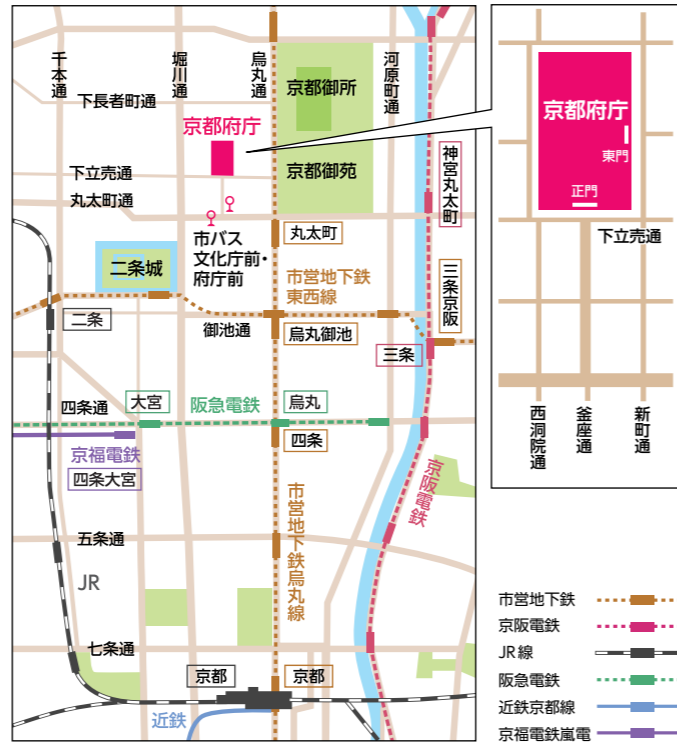 千本通
堀川通
烏丸通
河原町通
京都御所
下長者町通
京都府庁
京都御苑
下立売通
丸太町通
神宮丸太町
市バス
文化庁前・
府庁前
丸太町
二条城
市営地下鉄
東西線
三条京阪
二条
御池通
烏丸御池
三条
大宮
四条通
阪急電鉄
烏丸
京福電鉄
四条大宮
四条
京阪電鉄
市営地下鉄烏丸線
五条通
JR
七条通
京都
京都
近鉄
京都府庁
東門
正門
下立売通
西洞院通
釜座通
新町通
市営地下鉄
京阪電鉄
JR線
阪急電鉄
近鉄京都線
京福電鉄嵐電